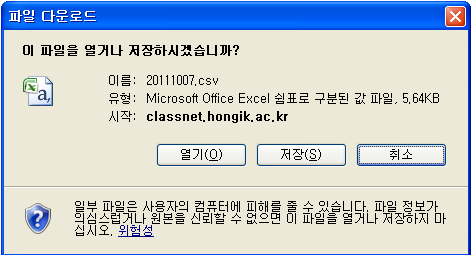 파일 다운로드
이 파일을 열거나 저장하시겠습니까?
이름: 20111007.csv
유형: Microsoft Office Excel 쉼표로 구분된 값 파일, 5.64KB
시작: classnet.hongik.ac.kr
열기(O) 저장(S) 취소
일부 파일은 사용자의 컴퓨터에 피해를 줄 수 있습니다. 파일 정보가
의심스럽거나 원본을 신뢰할 수 없으면 이 파일을 열거나 저장하지 마
십시오. 위험성